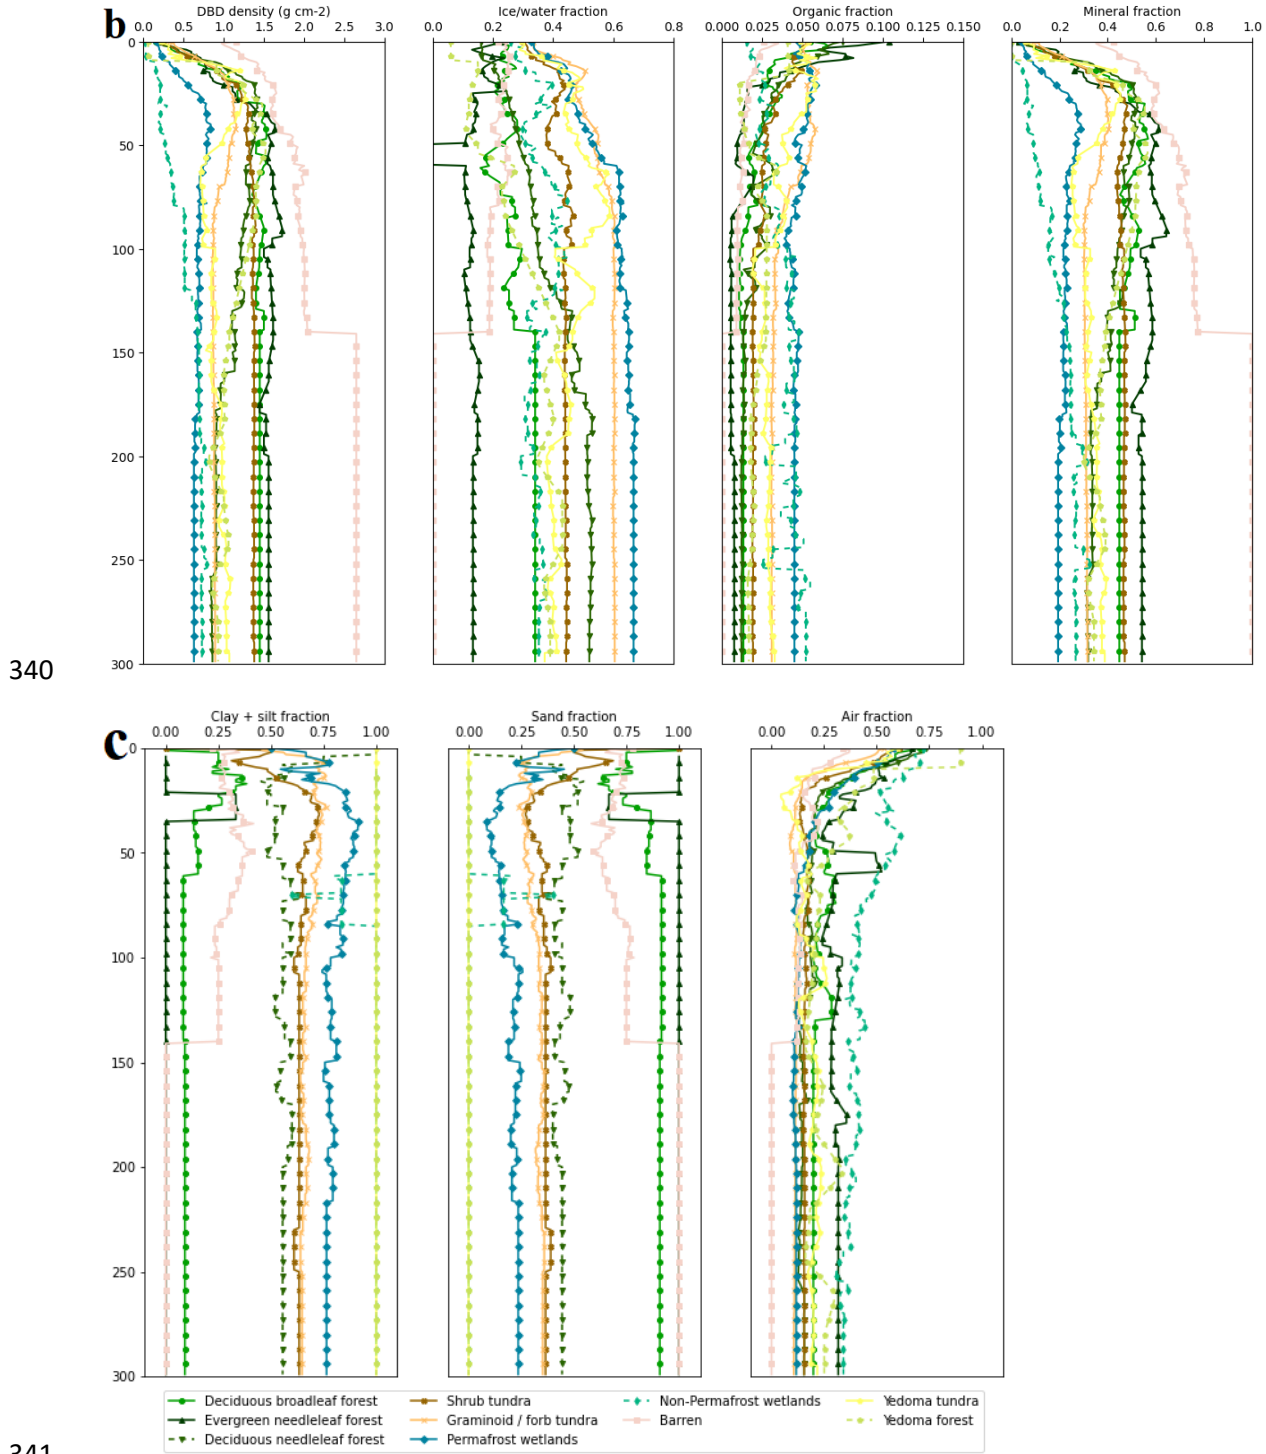 b
DBD density (g cm-2) Ice/water fraction Organic fraction Mineral fraction
0.0 0.5 1.0 1.5 2.0 2.5 3.0 0.0 0.2 0.4 0.6 0.8 0.000 0.025 0.050 0.075 0.100 0.125 0.150 0.0 0.2 0.4 0.6 0.8 1.0
0
50
100
150
200
250
300
340
c
Clay + silt fraction Sand fraction Air fraction
0.00 0.25 0.50 0.75 1.00 0.00 0.25 0.50 0.75 1.00 0.00 0.25 0.50 0.75 1.00
0
50
100
150
200
250
300
Deciduous broadleaf forest Shrub tundra Non-Permafrost wetlands Yedoma tundra
Evergreen needleleaf forest Graminoid / forb tundra Barren Yedoma forest
Deciduous needleleaf forest Permafrost wetlands
341